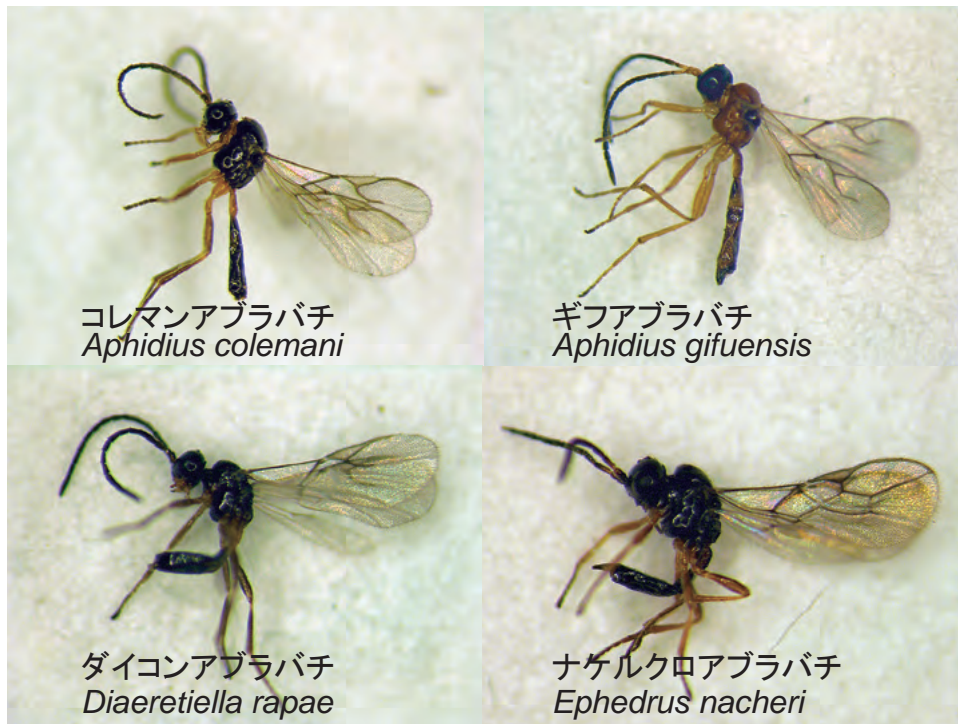 コレマンアブラバチ
Aphidius colemani
ギフアブラバチ
Aphidius gifuensis
ダイコンアブラバチ
Diaeretiella rapae
ナケルクロアブラバチ
Ephedrus nacheri